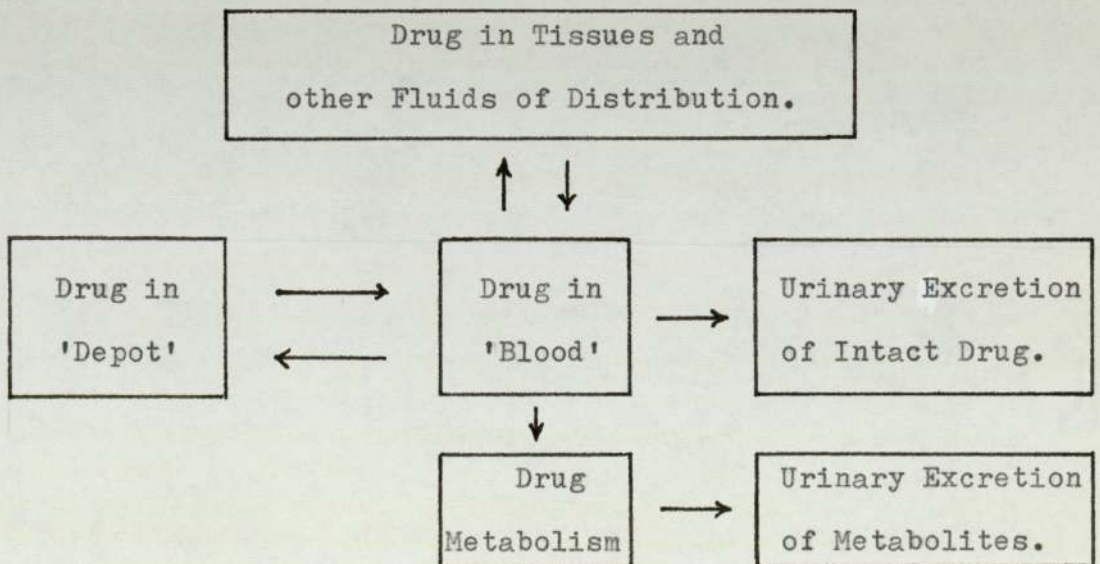 Drug in Tissues and
other Fluids of Distribution.
Drug in
'Depot'
Drug in
'Blood'
Urinary Excretion
of Intact Drug.
Drug
Metabolism
Urinary Excretion
of Metabolites.